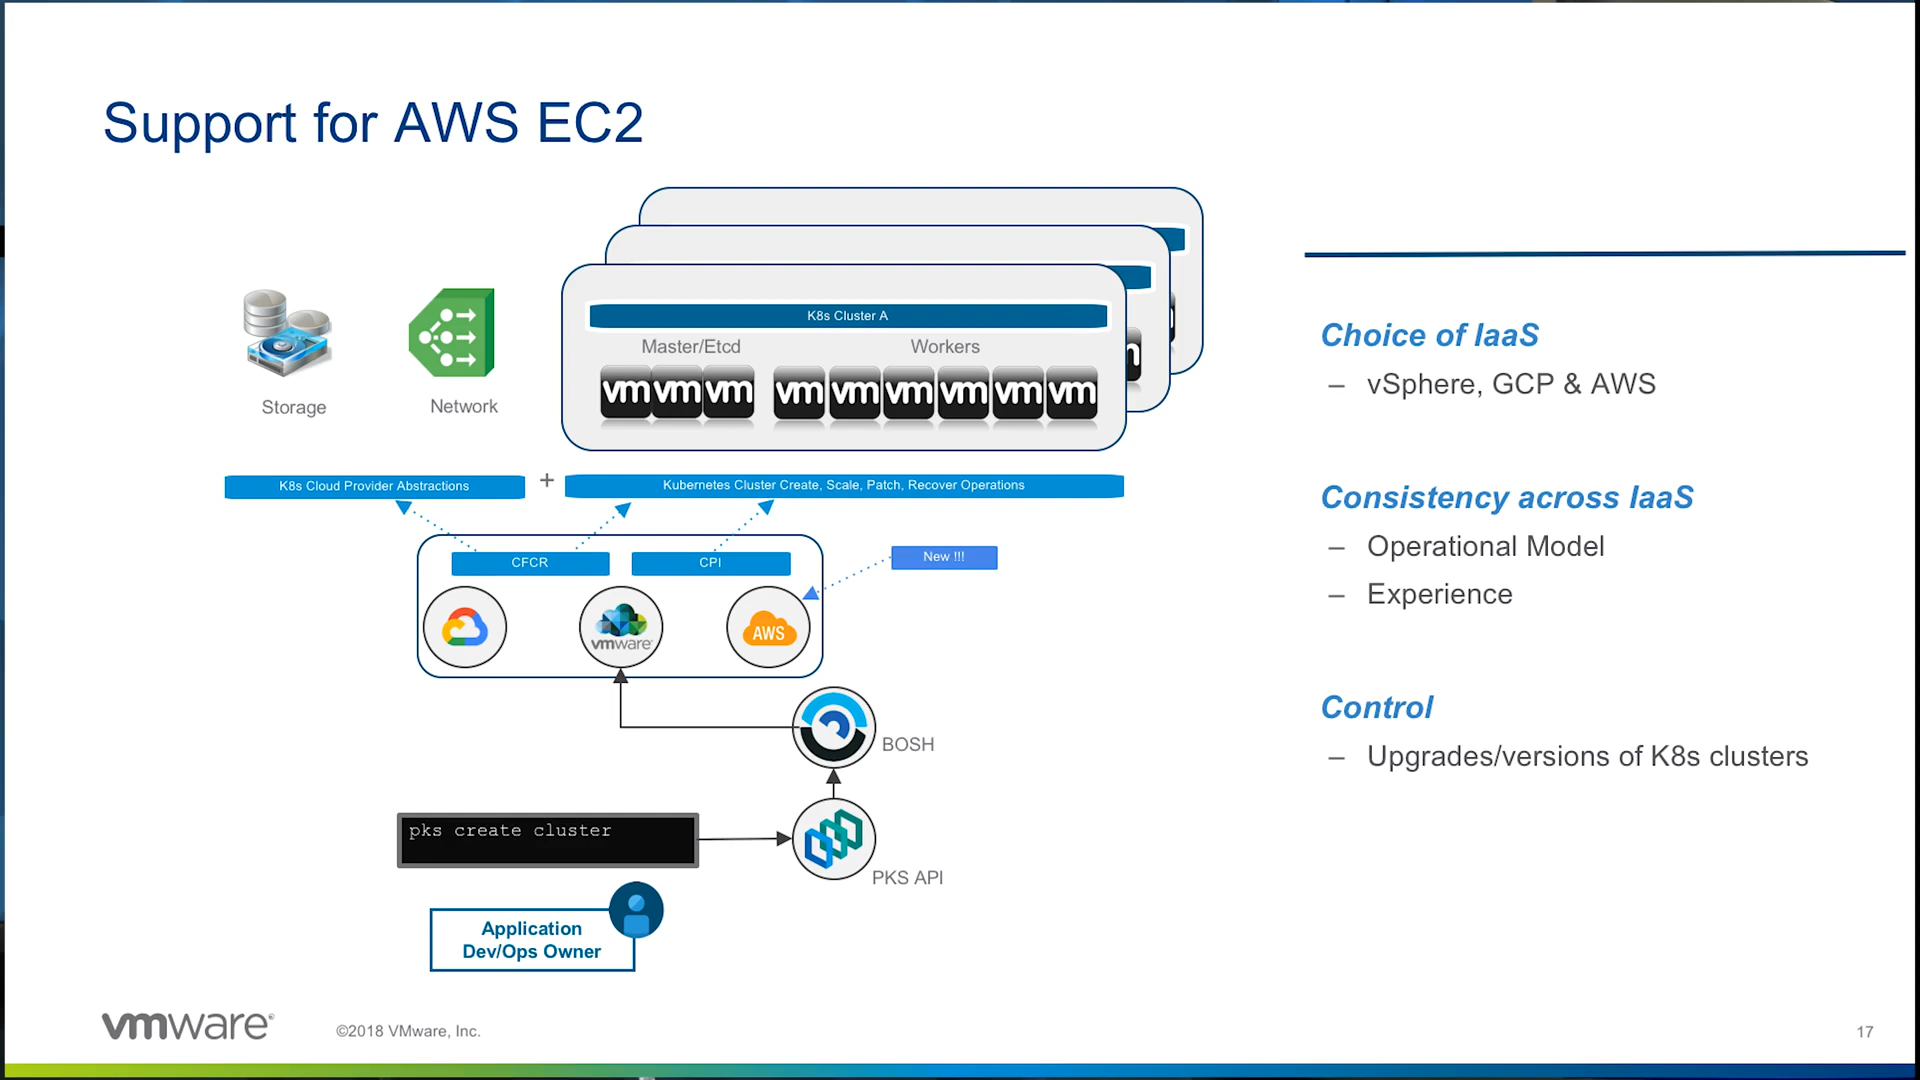 Support for AWS EC2
K8s Cluster A
Master/Etcd
Workers
vm vm vm vm vm vm vm vm vm
Storage
Network
K8s Cloud Provider Abstractions
+
Kubernetes Cluster Create, Scale, Patch, Recover Operations
CFCR
CPI
New !!!
vmware
AWS
BOSH
pks create cluster
PKS API
Application
Dev/Ops Owner
Choice of IaaS
– vSphere, GCP & AWS
Consistency across IaaS
– Operational Model
– Experience
Control
– Upgrades/versions of K8s clusters
vmware®
©2018 VMware, Inc.
17